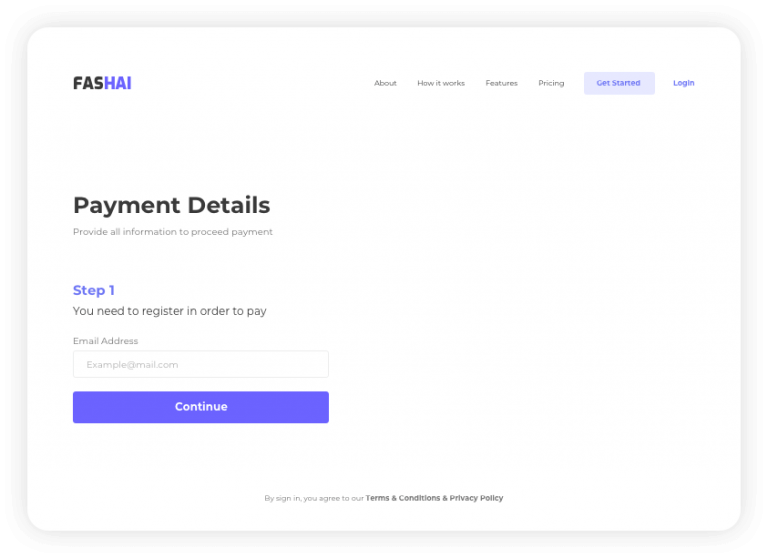 FASHAI
About How it works Features Pricing Get Started Login
Payment Details
Provide all information to proceed payment
Step 1
You need to register in order to pay
Email Address
Example@mail.com
Continue
By sign in, you agree to our Terms & Conditions & Privacy Policy